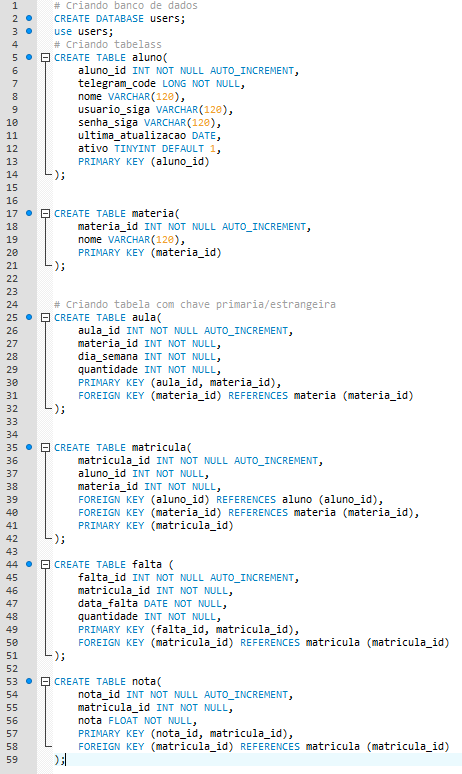 1 # Criando banco de dados
2 CREATE DATABASE users;
3 use users;
4 # Criando tabelass
5 CREATE TABLE aluno(
6 aluno_id INT NOT NULL AUTO_INCREMENT,
7 telegram_code LONG NOT NULL,
8 nome VARCHAR(120),
9 usuario_siga VARCHAR(120),
10 senha_siga VARCHAR(120),
11 ultima_atualizacao DATE,
12 ativo TINYINT DEFAULT 1,
13 PRIMARY KEY (aluno_id)
14 );
15
16
17 CREATE TABLE materia(
18 materia_id INT NOT NULL AUTO_INCREMENT,
19 nome VARCHAR(120),
20 PRIMARY KEY (materia_id)
21 );
22
23
24 # Criando tabela com chave primaria/estrangeira
25 CREATE TABLE aula(
26 aula_id INT NOT NULL AUTO_INCREMENT,
27 materia_id INT NOT NULL,
28 dia_semana INT NOT NULL,
29 quantidade INT NOT NULL,
30 PRIMARY KEY (aula_id, materia_id),
31 FOREIGN KEY (materia_id) REFERENCES materia (materia_id)
32 );
33
34
35 CREATE TABLE matricula(
36 matricula_id INT NOT NULL AUTO_INCREMENT,
37 aluno_id INT NOT NULL,
38 materia_id INT NOT NULL,
39 FOREIGN KEY (aluno_id) REFERENCES aluno (aluno_id),
40 FOREIGN KEY (materia_id) REFERENCES materia (materia_id),
41 PRIMARY KEY (matricula_id)
42 );
43
44 CREATE TABLE falta (
45 falta_id INT NOT NULL AUTO_INCREMENT,
46 matricula_id INT NOT NULL,
47 data_falta DATE NOT NULL,
48 quantidade INT NOT NULL,
49 PRIMARY KEY (falta_id, matricula_id),
50 FOREIGN KEY (matricula_id) REFERENCES matricula (matricula_id)
51 );
52
53 CREATE TABLE nota(
54 nota_id INT NOT NULL AUTO_INCREMENT,
55 matricula_id INT NOT NULL,
56 nota FLOAT NOT NULL,
57 PRIMARY KEY (nota_id, matricula_id),
58 FOREIGN KEY (matricula_id) REFERENCES matricula (matricula_id)
59 );